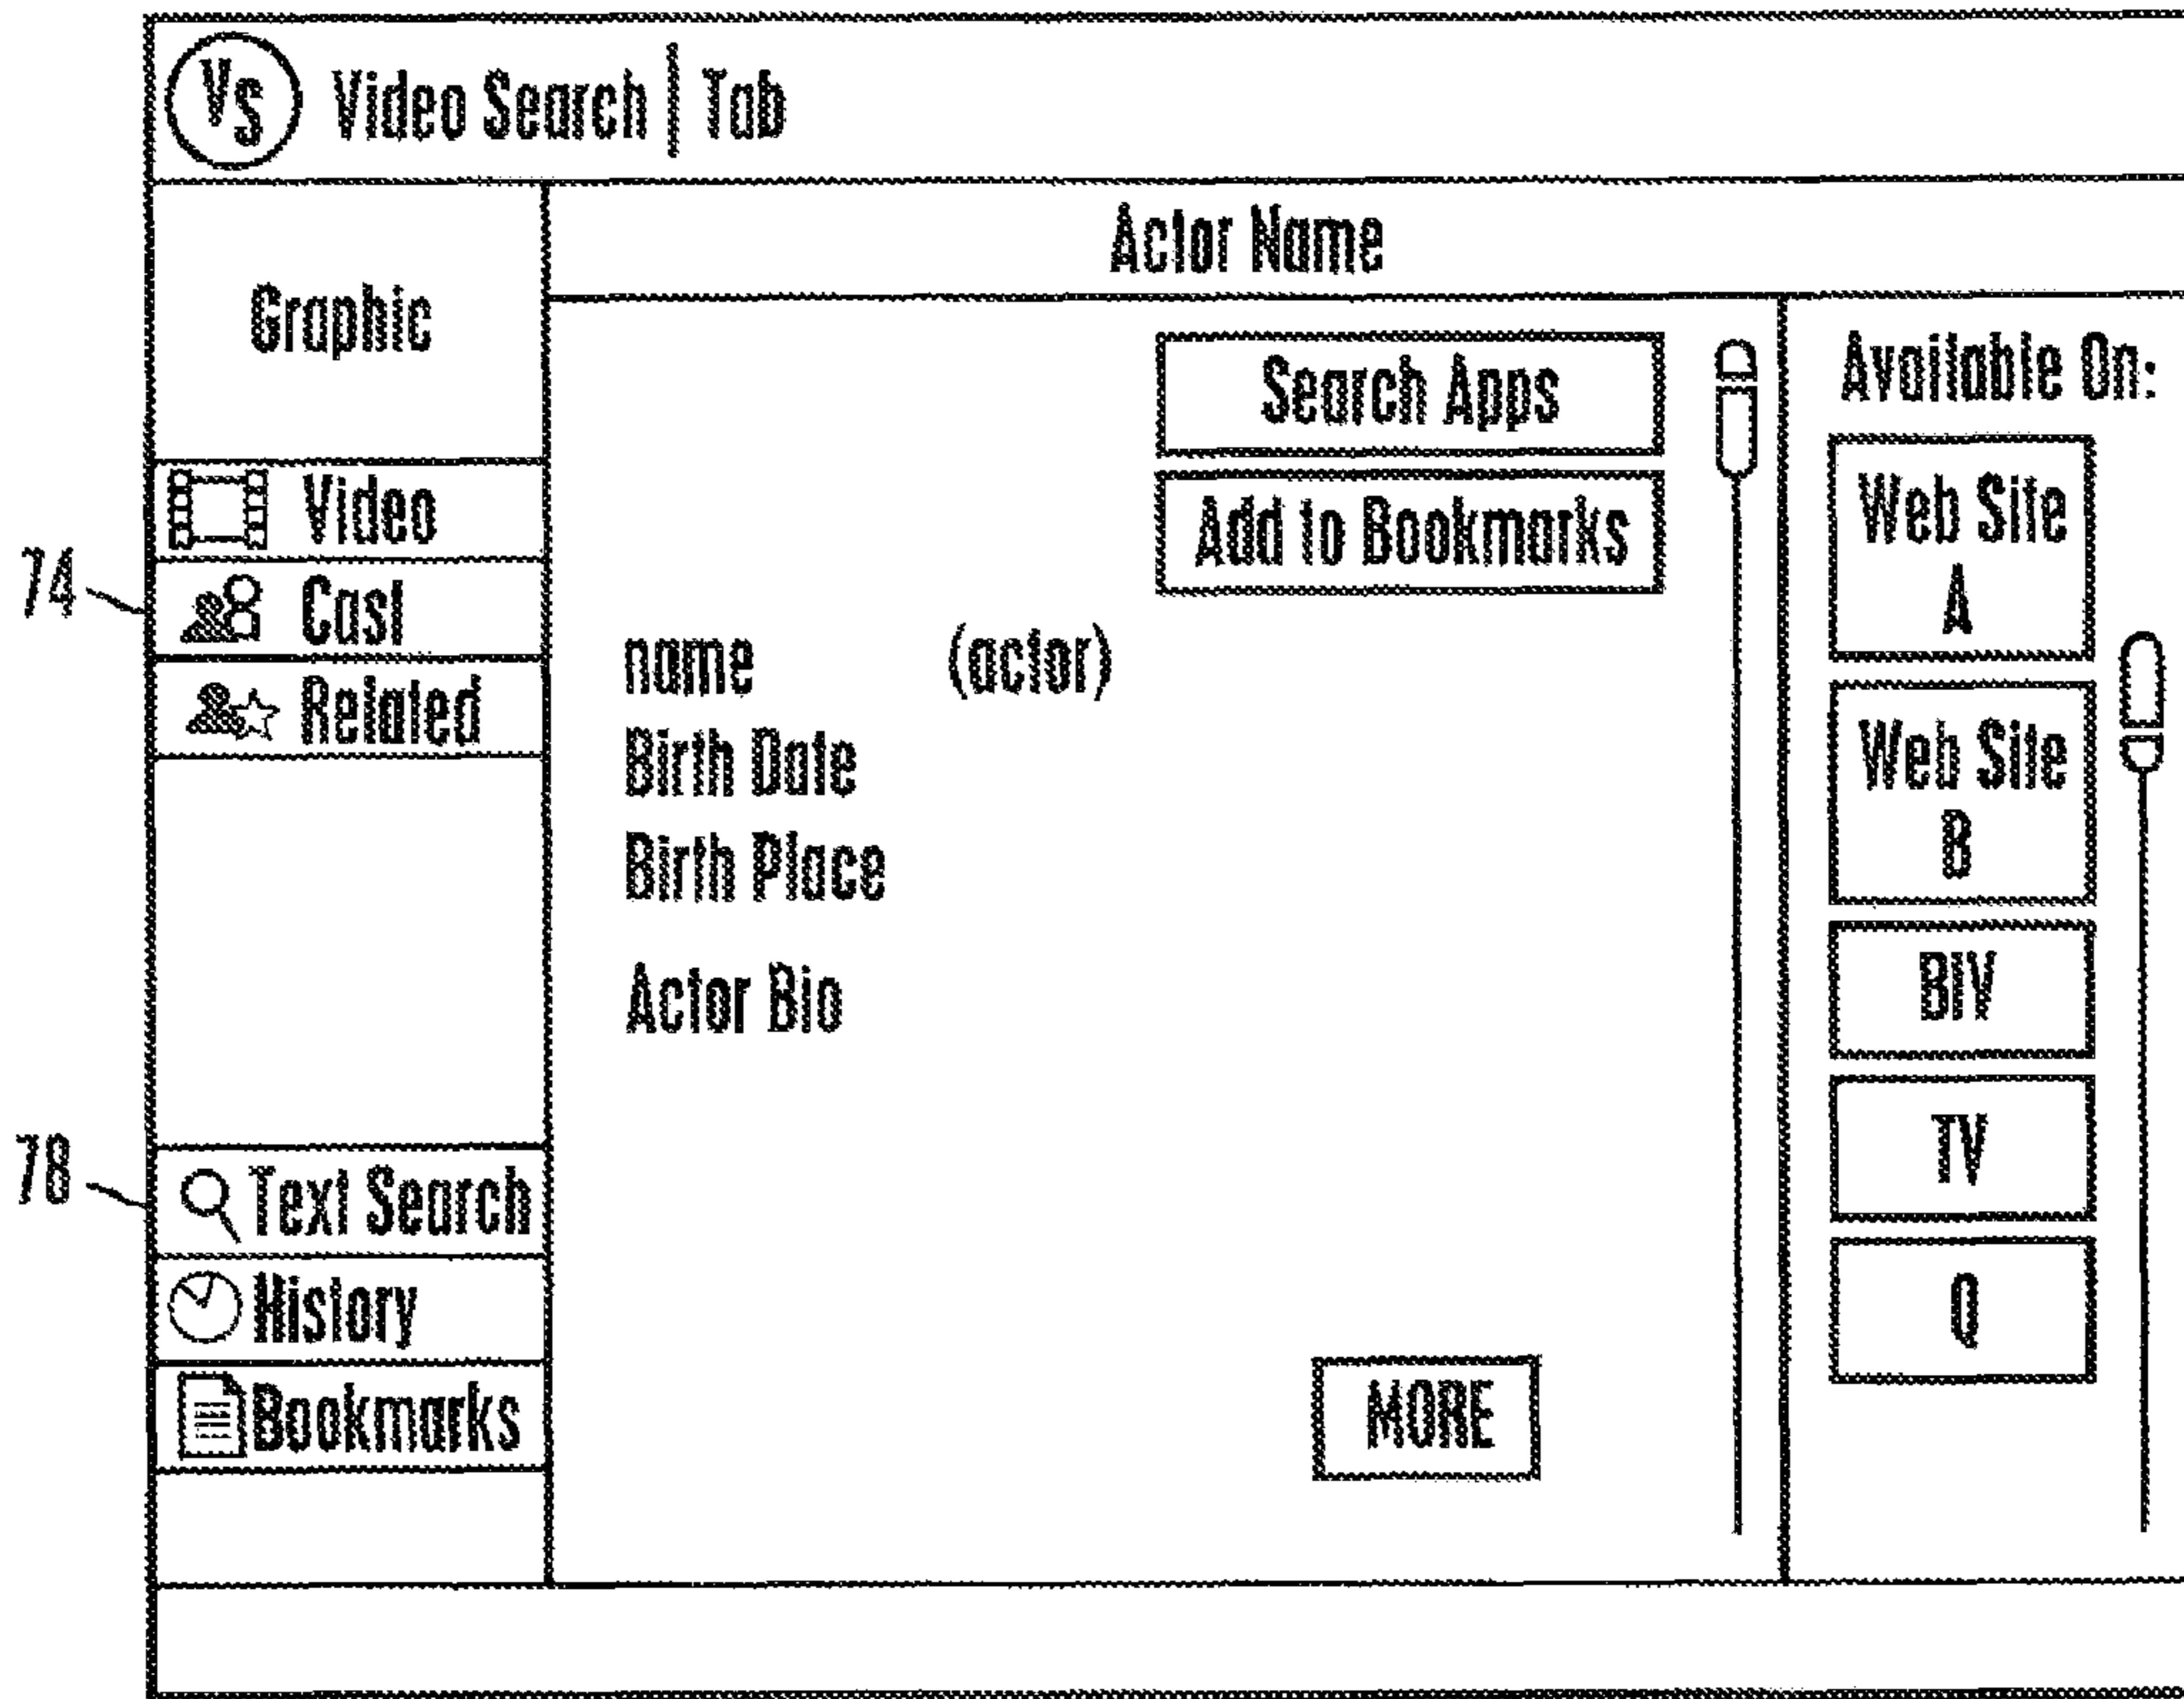 VS Video Search | Tab
Actor Name
Graphic
Video
74
Cast
Related
78
Text Search
History
Bookmarks
Search Apps
Add to Bookmarks
name (actor)
Birth Date
Birth Place
Actor Bio
MORE
Available On:
Web Site
A
Web Site
B
BIV
TV
Q